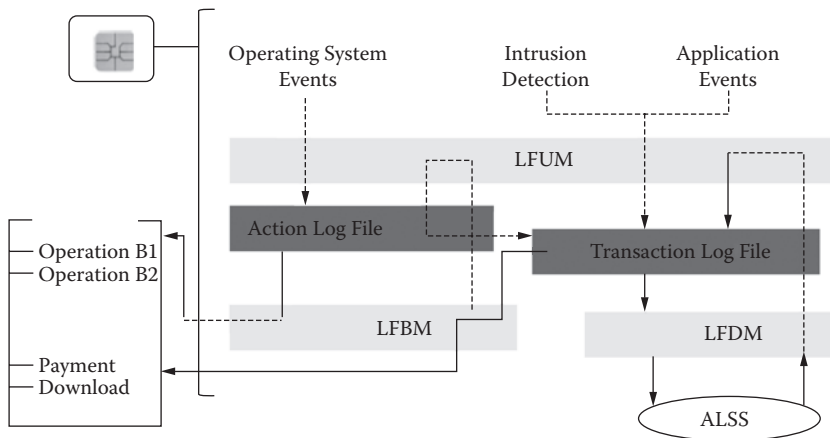 Operating System
Events
Intrusion
Detection
Application
Events
LFUM
Action Log File
Transaction Log File
Operation B1
Operation B2
LFBM
LFDM
Payment
Download
ALSS